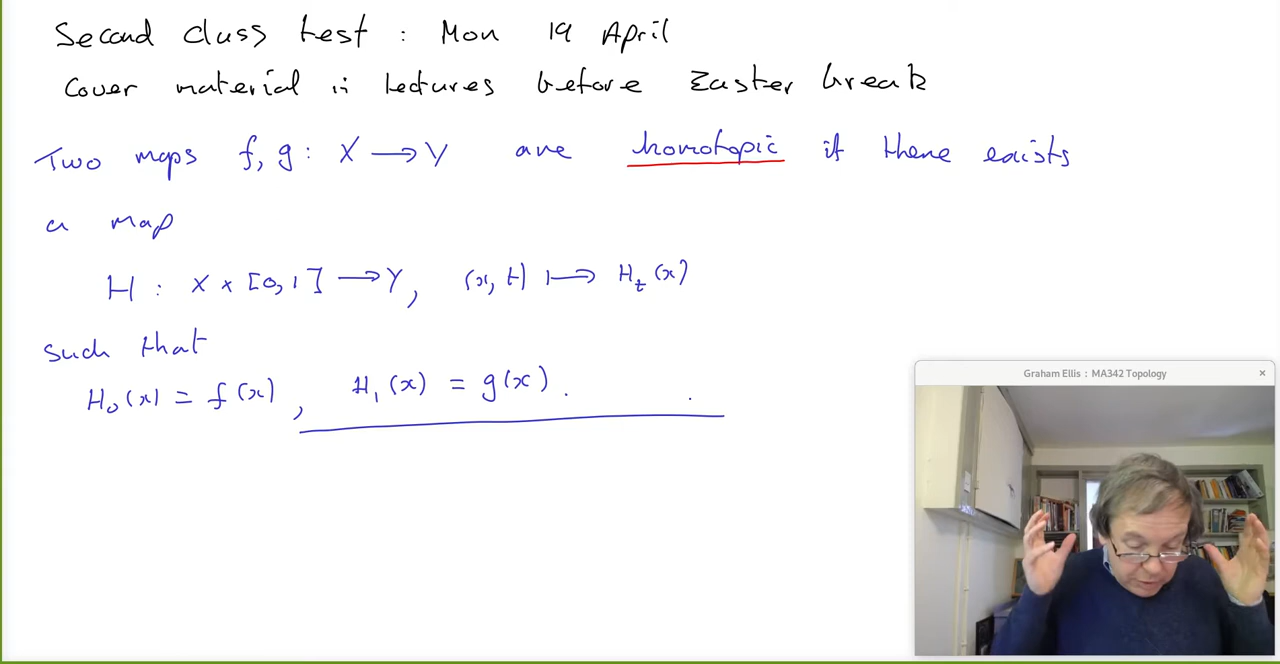 Second class test : Mon 19 April
Cover material in lectures before Easter break
Two maps f, g : X → Y are homotopic if there exists
a map
H : X × [0, 1] → Y, (x, t) ↦ H_t (x)
such that
H_0 (x) = f (x), H_1 (x) = g(x).
Graham Ellis : MA342 Topology